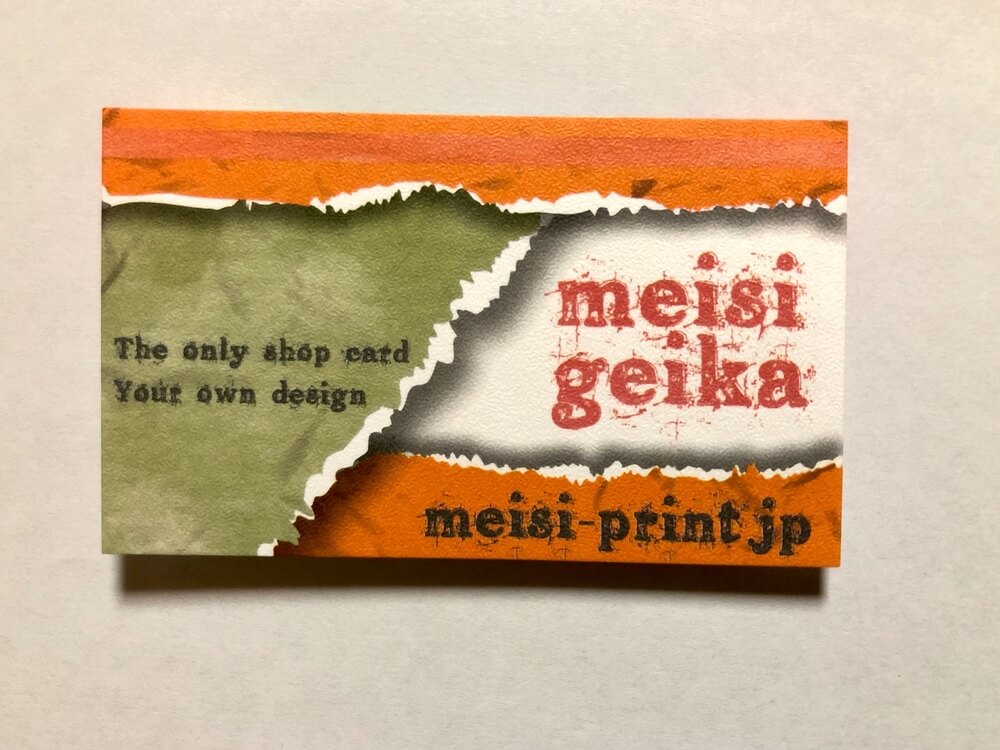 The only shop card
Your own design
meisi
geika
meisi-print jp